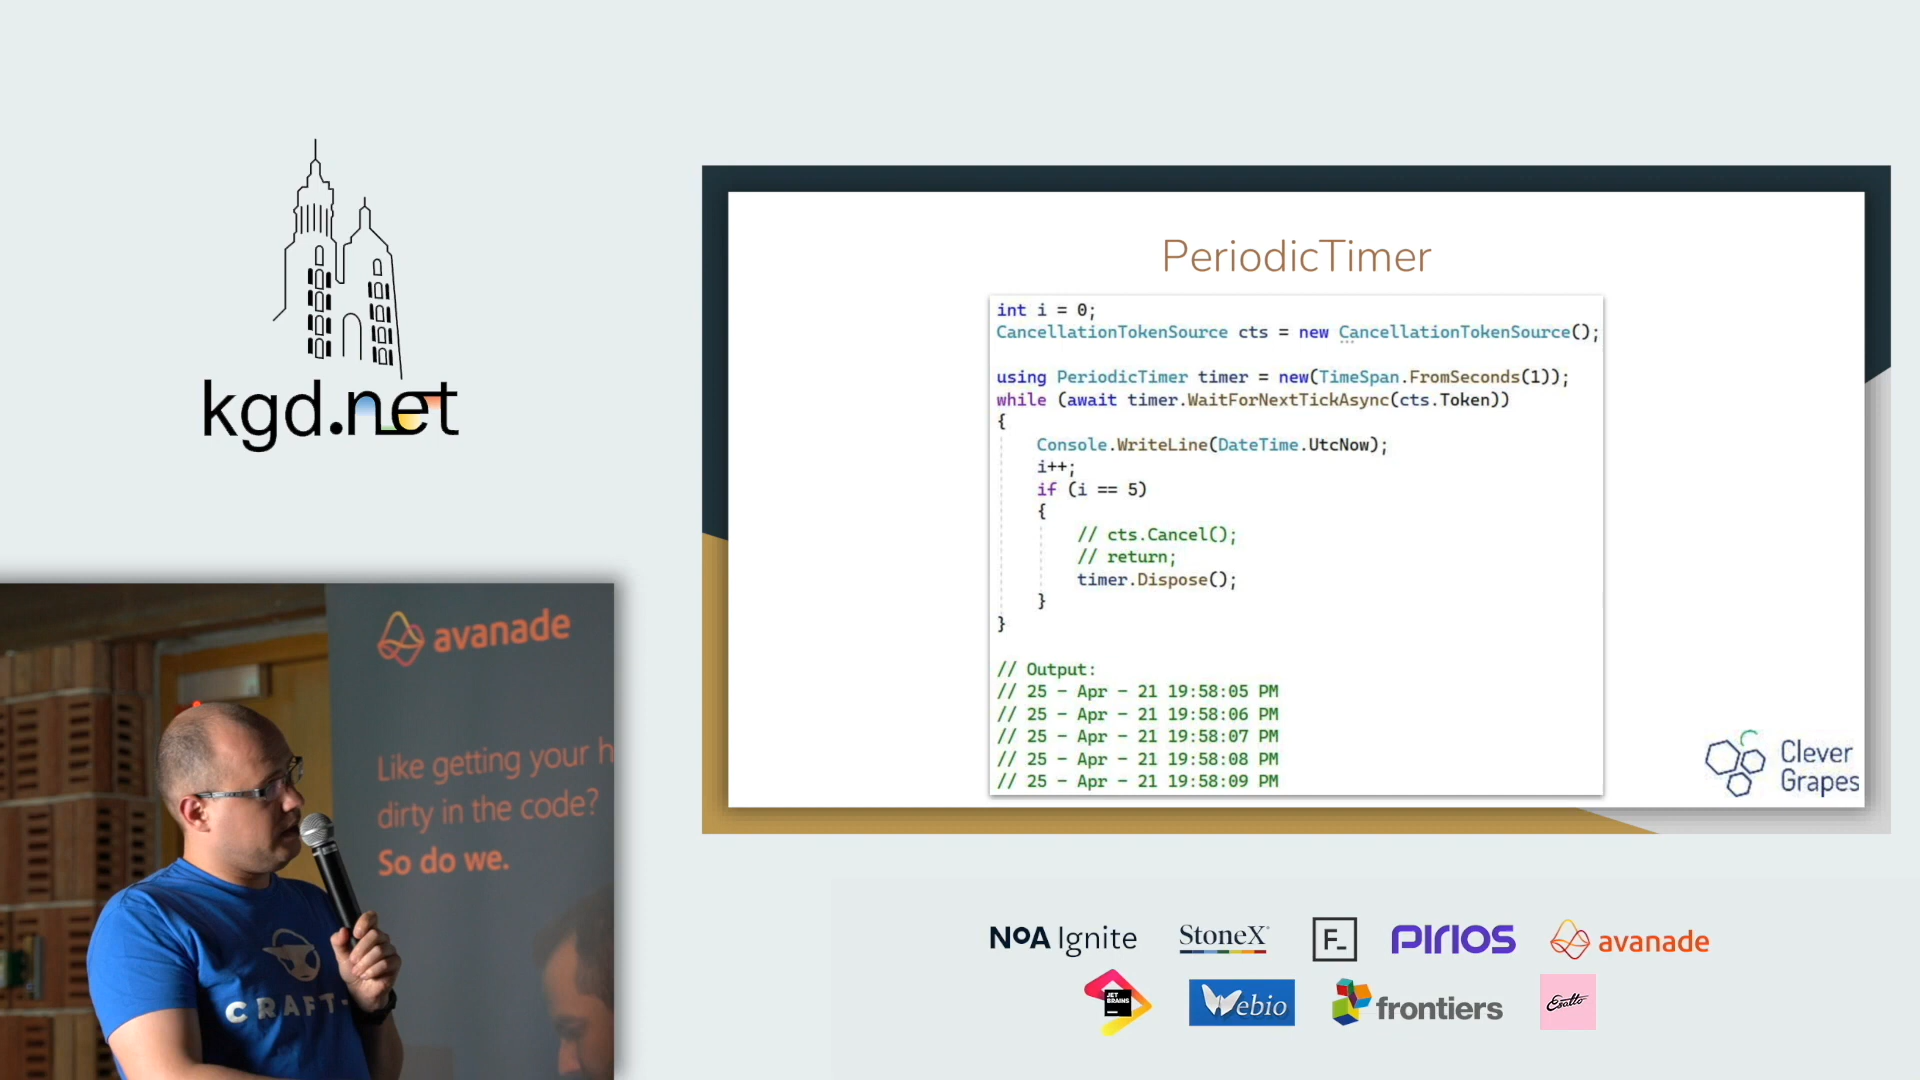 kgd.net
avanade
Like getting your h
dirty in the code?
So do we.
CRAFT
PeriodicTimer
int i = 0;
CancellationTokenSource cts = new CancellationTokenSource();
using PeriodicTimer timer = new(TimeSpan.FromSeconds(1));
while (await timer.WaitForNextTickAsync(cts.Token))
{
    Console.WriteLine(DateTime.UtcNow);
    i++;
    if (i == 5)
    {
        // cts.Cancel();
        // return;
        timer.Dispose();
    }
}
// Output:
// 25 - Apr - 21 19:58:05 PM
// 25 - Apr - 21 19:58:06 PM
// 25 - Apr - 21 19:58:07 PM
// 25 - Apr - 21 19:58:08 PM
// 25 - Apr - 21 19:58:09 PM
Clever
Grapes
NOA Ignite
StoneX
F_
PIRIOS
avanade
JET
BRAINS
Webio
frontiers
Esatto